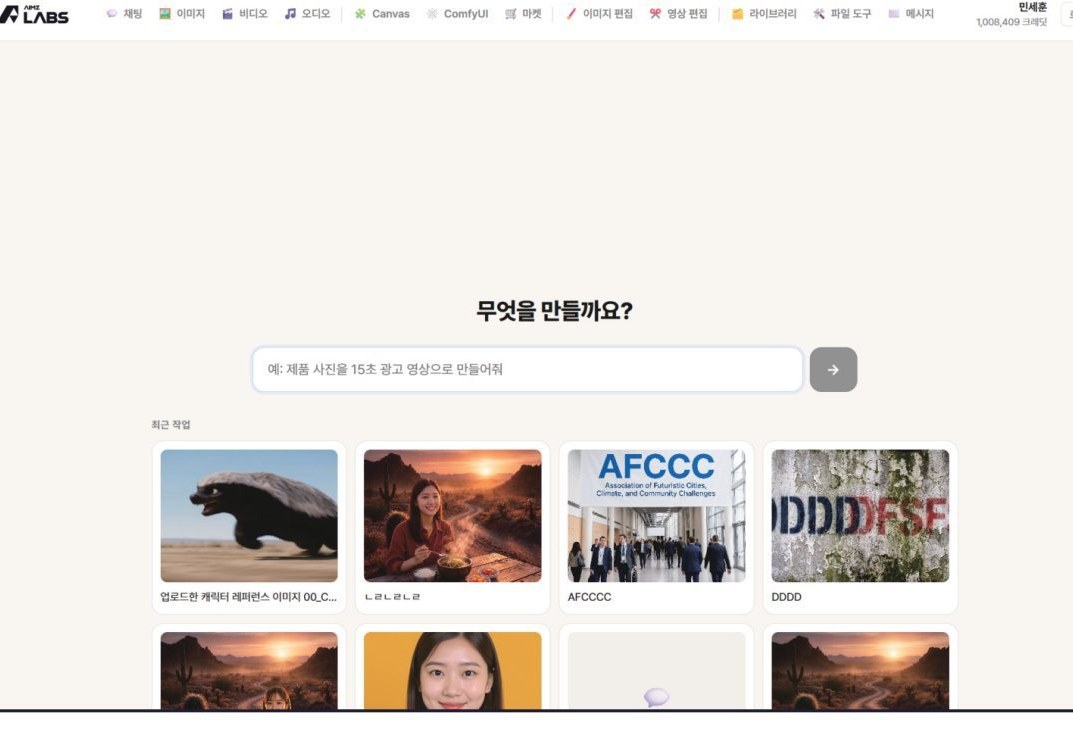 AIMZ
LABS
채팅 이미지 비디오 오디오 Canvas ComfyUI 마켓 이미지 편집 영상 편집 라이브러리 파일 도구 메시지
민세훈
1,008,409 크레딧
무엇을 만들까요?
예: 제품 사진을 15초 광고 영상으로 만들어줘
최근 작업
AFCCC
Association of Futuristic Cities,
Climate, and Community Challenges
DDDDDFSF
업로드한 캐릭터 레퍼런스 이미지 00_C...
ㄴㄹㄴㄹㄴㄹ
AFCCCC
DDDD